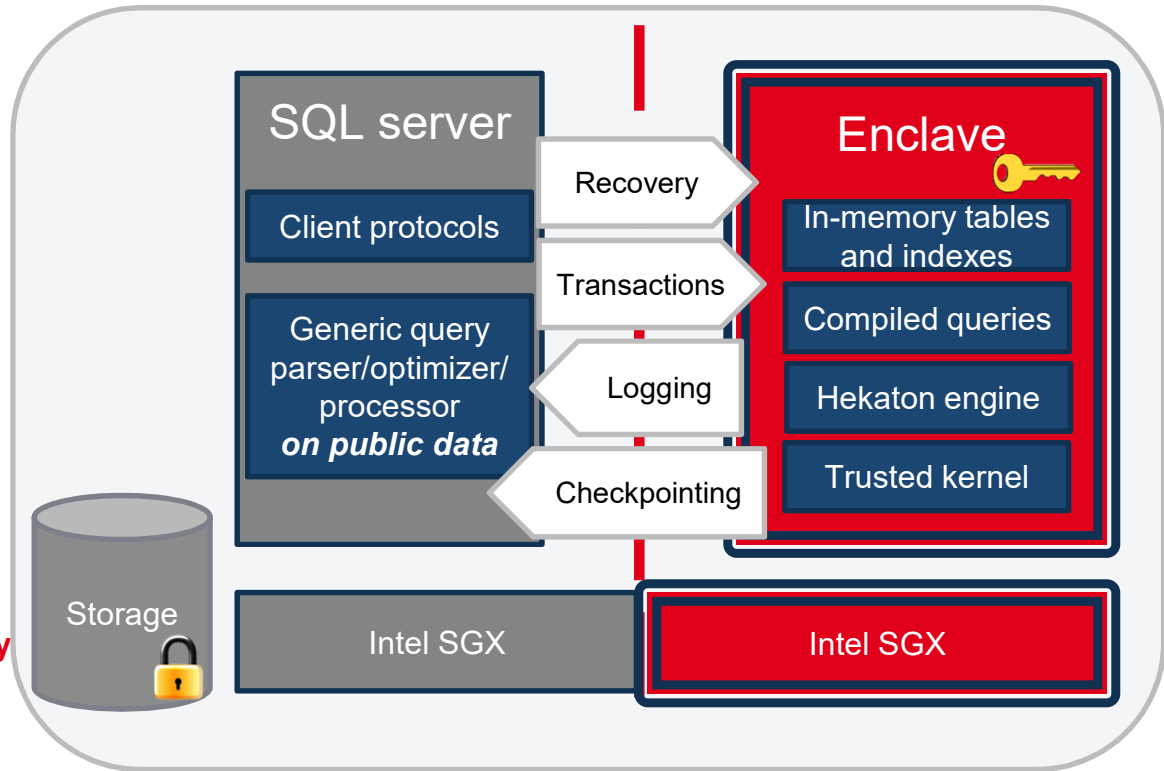 SQL server
Client protocols
Generic query
parser/optimizer/
processor
on public data
Recovery
Transactions
Logging
Checkpointing
Enclave
In-memory tables
and indexes
Compiled queries
Hekaton engine
Trusted kernel
Storage
y
Intel SGX
Intel SGX